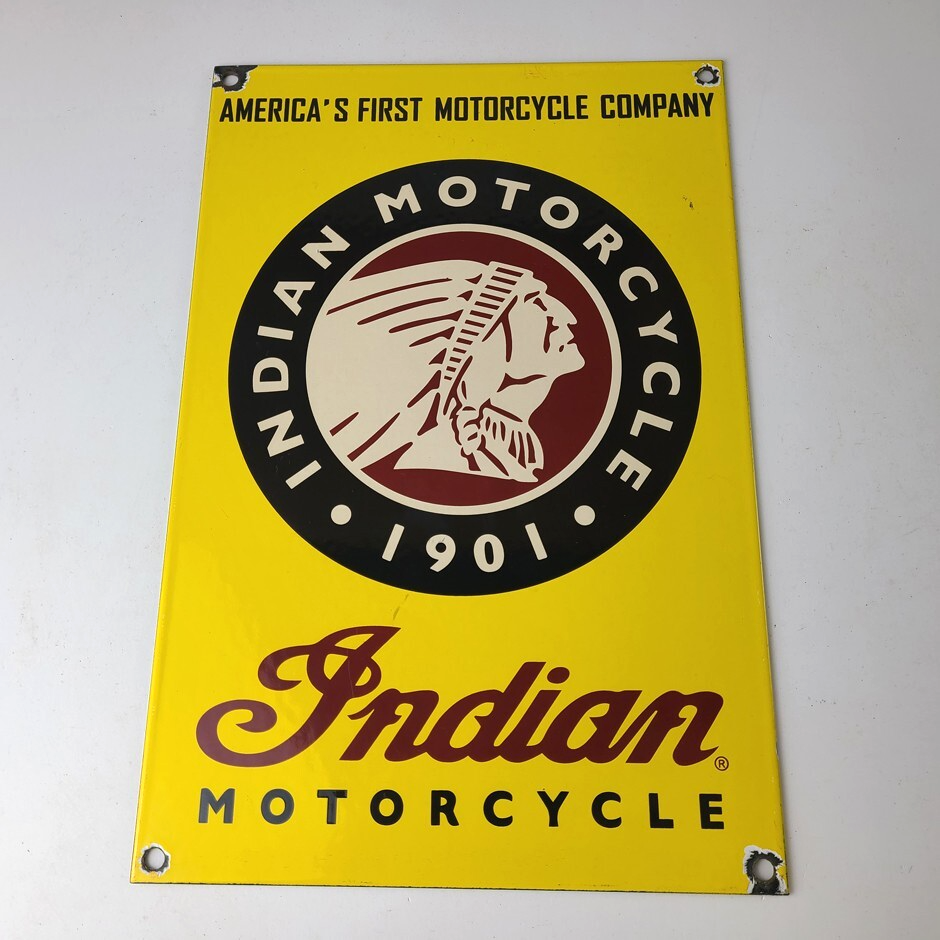 AMERICA'S FIRST MOTORCYCLE COMPANY
INDIAN MOTORCYCLE
• 1901 •
Indian®
MOTORCYCLE